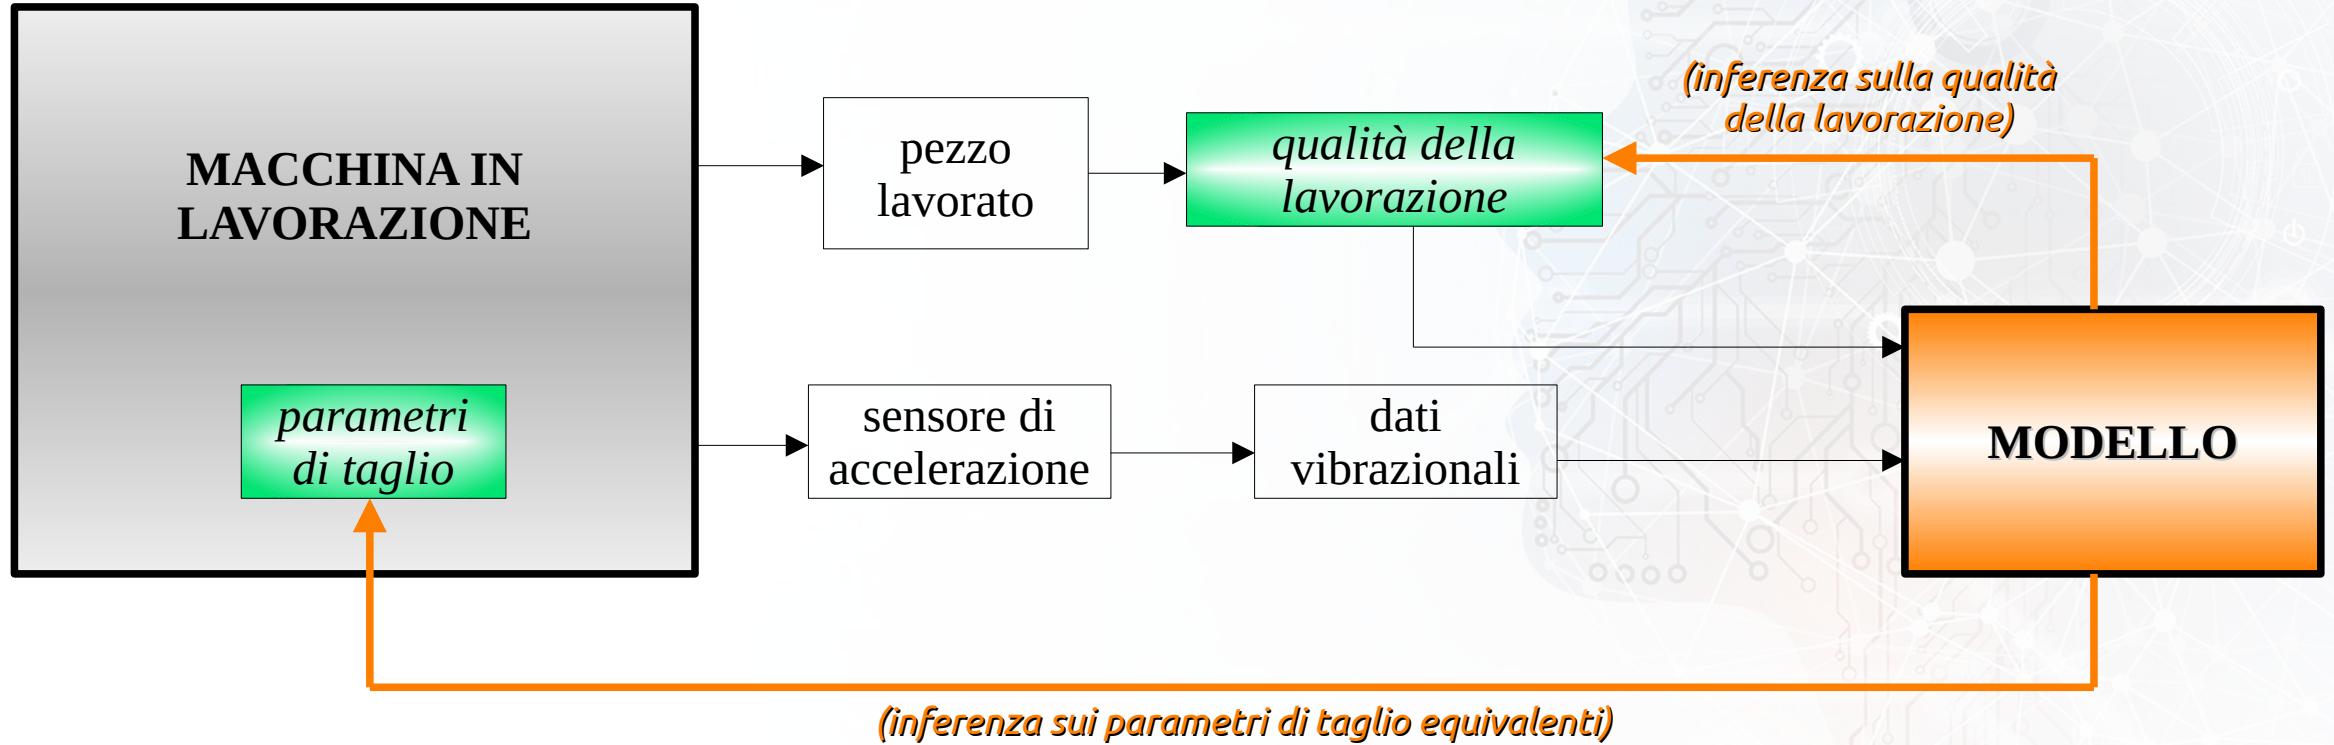 MACCHINA IN
LAVORAZIONE
parametri
di taglio
pezzo
lavorato
qualità della
lavorazione
(inferenza sulla qualità
della lavorazione)
sensore di
accelerazione
dati
vibrazionali
MODELLO
(inferenza sui parametri di taglio equivalenti)